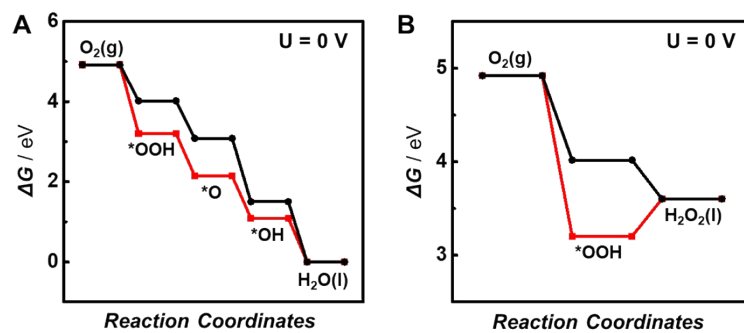 A
U = 0 V
O₂(g)
*OOH
*O
*OH
H₂O(l)
6
4
2
0
ΔG / eV
Reaction Coordinates
B
U = 0 V
O₂(g)
*OOH
H₂O₂(l)
5
4
3
ΔG / eV
Reaction Coordinates